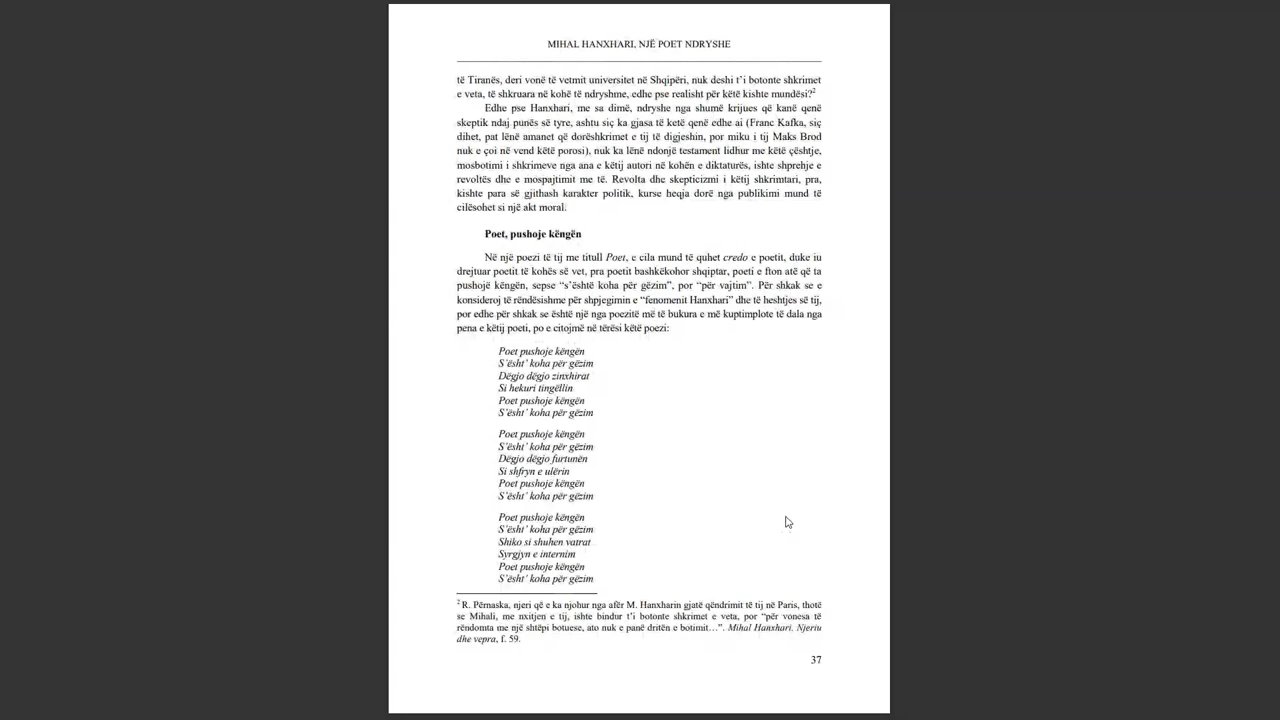 MIHAL HANXHARI, NJË POET NDRYSHE
të Tiranës, deri vonë të vetmit universitet në Shqipëri, nuk deshi t'i botonte shkrimet
e veta, të shkruara në kohë të ndryshme, edhe pse realisht për këtë kishte mundësi?2
Edhe pse Hanxhari, me sa dimë, ndryshe nga shumë krijues që kanë qenë
skeptik ndaj punës së tyre, ashtu siç ka gjasa të ketë qenë edhe ai (Franc Kafka, siç
dihet, pat lënë amanet që dorëshkrimet e tij të digjeshin, por miku i tij Maks Brod
nuk e çoi në vend këtë porosi), nuk ka lënë ndonjë testament lidhur me këtë çështje,
mosbotimi i shkrimeve nga ana e këtij autori në kohën e diktaturës, ishte shprehje e
revoltës dhe e mospajtimit me të. Revolta dhe skepticizmi i këtij shkrimtari, pra,
kishte para së gjithash karakter politik, kurse heqja dorë nga publikimi mund të
cilësohet si një akt moral.
Poet, pushoje këngën
Në një poezi të tij me titull Poet, e cila mund të quhet credo e poetit, duke iu
drejtuar poetit të kohës së vet, pra poetit bashkëkohor shqiptar, poeti e fton atë që ta
pushojë këngën, sepse “s'është koha për gëzim”, por “për vajtim”. Për shkak se e
konsideroj të rëndësishme për shpjegimin e “fenomenit Hanxhari” dhe të heshtjes së tij,
por edhe për shkak se është një nga poezitë më të bukura e më kuptimplote të dala nga
pena e këtij poeti, po e citojmë në tërësi këtë poezi:
Poet pushoje këngën
S'ësht' koha për gëzim
Dëgjo dëgjo zinxhirat
Si hekuri tingëllin
Poet pushoje këngën
S'ësht' koha për gëzim
Poet pushoje këngën
S'ësht' koha për gëzim
Dëgjo dëgjo furtunën
Si shfryn e ulërin
Poet pushoje këngën
S'ësht' koha për gëzim
Poet pushoje këngën
S'ësht' koha për gëzim
Shiko si shuhen vatrat
Syrgjyn e internim
Poet pushoje këngën
S'ësht' koha për gëzim
2 R. Përnaska, njeri që e ka njohur nga afër M. Hanxharin gjatë qëndrimit të tij në Paris, thotë
se Mihali, me nxitjen e tij, ishte bindur t'i botonte shkrimet e veta, por “për vonesa të
rëndomta me një shtëpi botuese, ato nuk e panë dritën e botimit…”. Mihal Hanxhari. Njeriu
dhe vepra, f. 59.
37